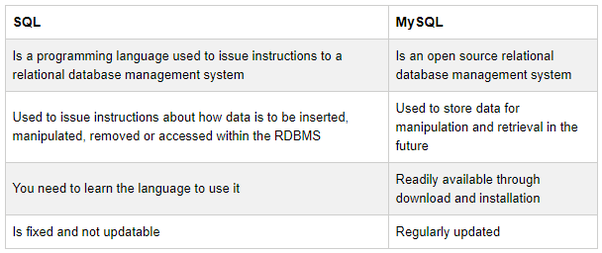 SQL
MySQL
Is a programming language used to issue instructions to a
relational database management system
Is an open source relational
database management system
Used to issue instructions about how data is to be inserted,
manipulated, removed or accessed within the RDBMS
Used to store data for
manipulation and retrieval in the
future
You need to learn the language to use it
Readily available through
download and installation
Is fixed and not updatable
Regularly updated